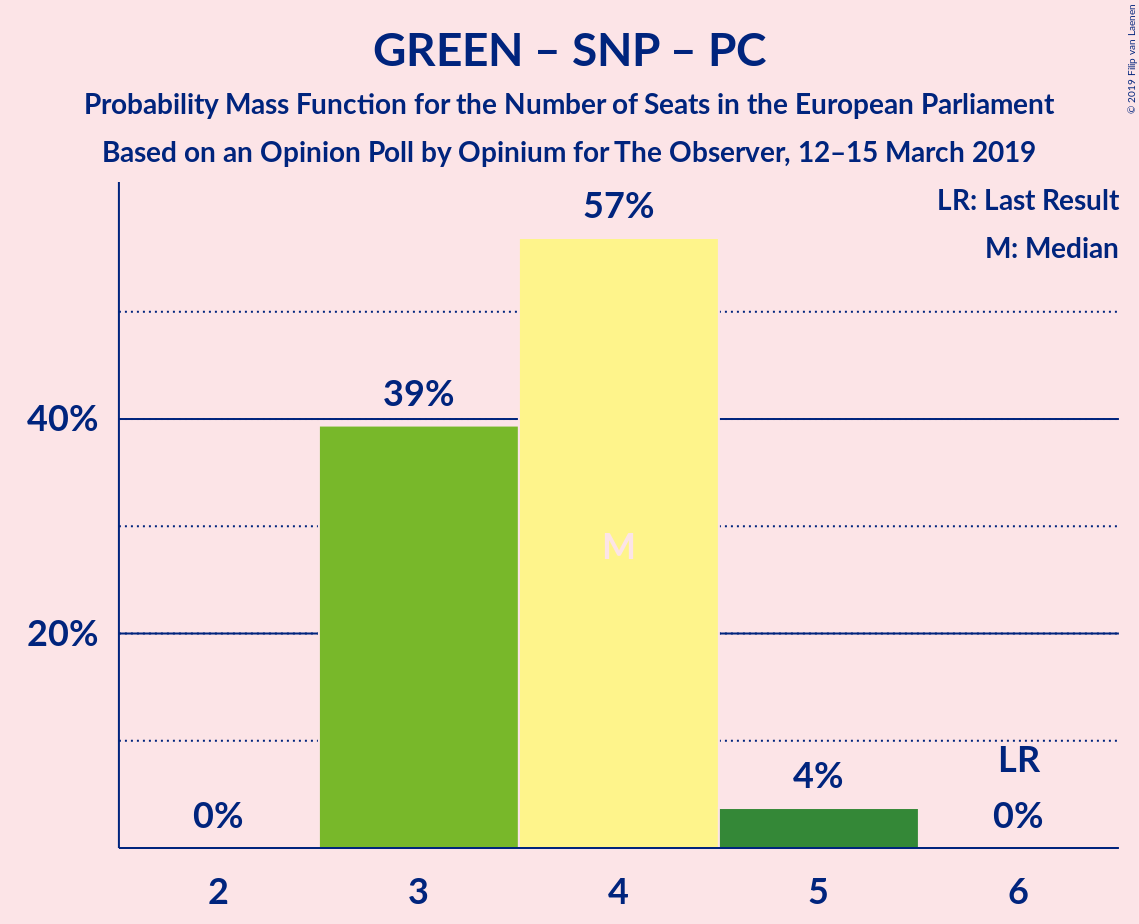 GREEN – SNP – PC
Probability Mass Function for the Number of Seats in the European Parliament
Based on an Opinion Poll by Opinium for The Observer, 12–15 March 2019
© 2019 Filip van Laenen
LR: Last Result
M: Median
57%
39%
40%
M
20%
LR
4%
0%
0%
2
3
4
5
6